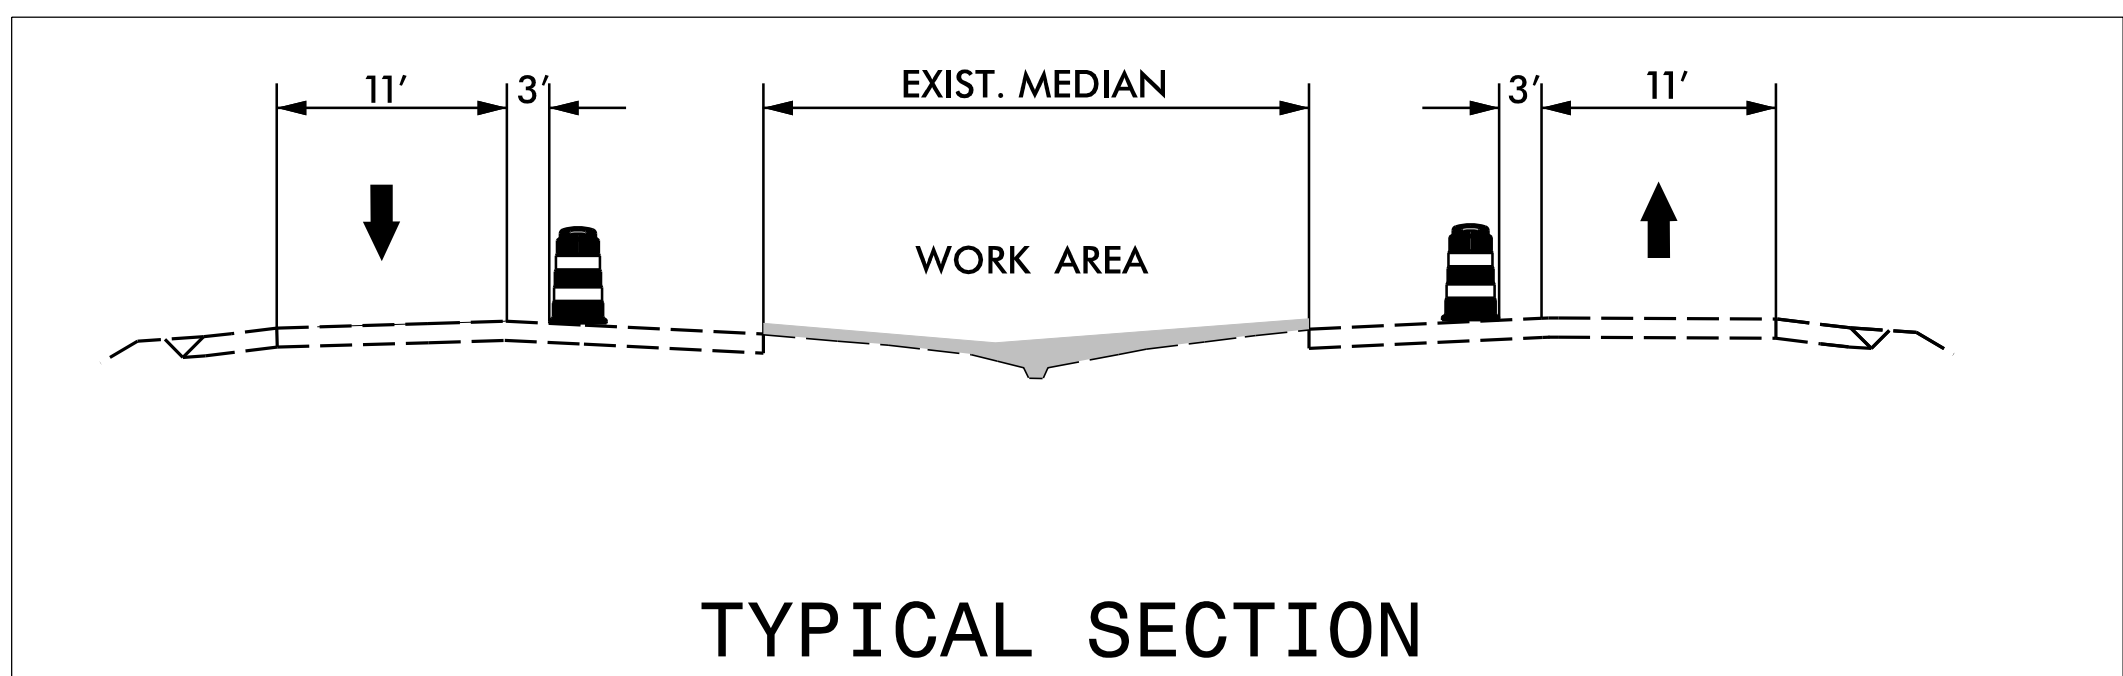 11' 3' EXIST. MEDIAN 3' 11'
WORK AREA
TYPICAL SECTION